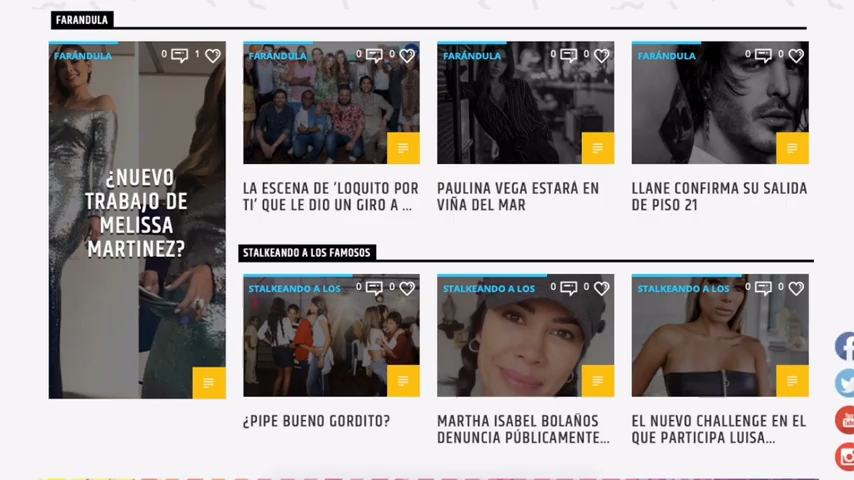 FARANDULA
FARÁNDULA
0 1
¿NUEVO
TRABAJO DE
MELISSA
MARTINEZ?
FARÁNDULA
0 0
LA ESCENA DE 'LOQUITO POR
TI' QUE LE DIO UN GIRO A ...
FARÁNDULA
0 0
PAULINA VEGA ESTARÁ EN
VIÑA DEL MAR
FARÁNDULA
0 0
LLANE CONFIRMA SU SALIDA
DE PISO 21
STALKEANDO A LOS FAMOSOS
STALKEANDO A LOS
0 0
¿PIPE BUENO GORDITO?
STALKEANDO A LOS
0 0
MARTHA ISABEL BOLAÑOS
DENUNCIA PÚBLICAMENTE...
STALKEANDO A LOS
0 0
EL NUEVO CHALLENGE EN EL
QUE PARTICIPA LUISA...